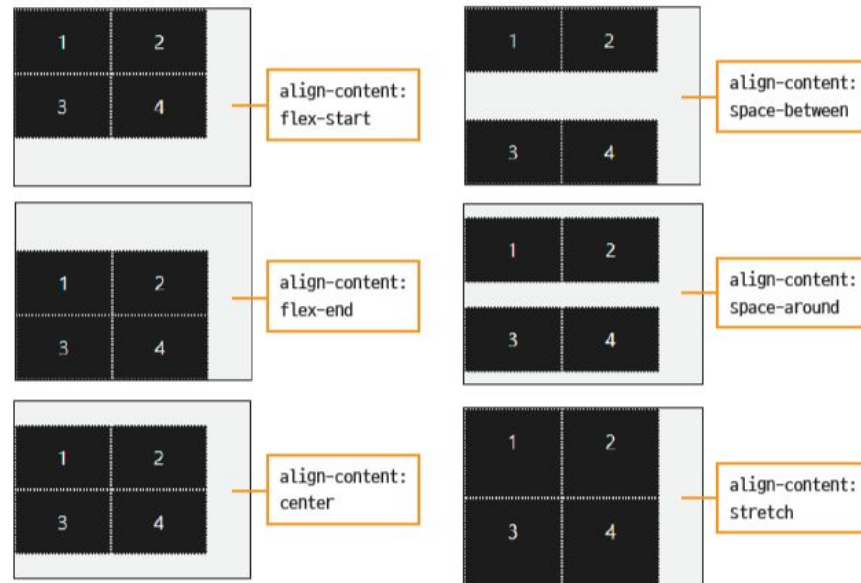 1 2
3 4
align-content:
flex-start
1 2
3 4
align-content:
space-between
1 2
3 4
align-content:
flex-end
1 2
3 4
align-content:
space-around
1 2
3 4
align-content:
center
1 2
3 4
align-content:
stretch